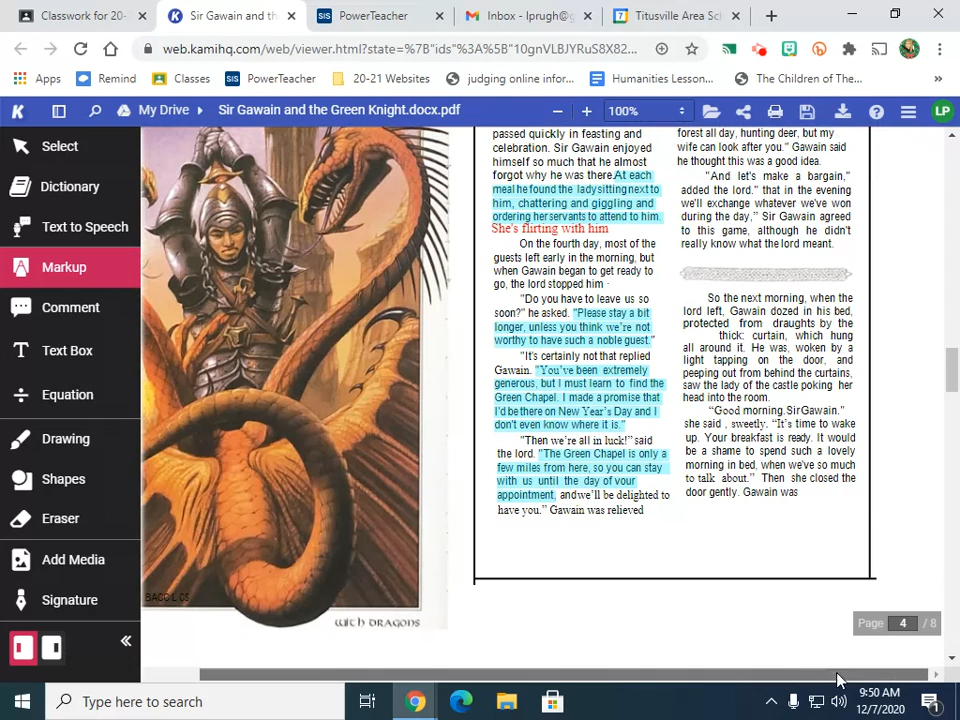 Classwork for 20-
Sir Gawain and th
PowerTeacher
Inbox - lprugh@g
Titusville Area Sc
web.kamihq.com/web/viewer.html?state=%7B"ids"%3A%5B"10gnVLBJYRuS8X82...
Apps
Remind
Classes
PowerTeacher
20-21 Websites
judging online infor...
Humanities Lesson...
The Children of The...
»
K
My Drive
Sir Gawain and the Green Knight.docx.pdf
100%
LP
Select
Dictionary
Text to Speech
Markup
Comment
Text Box
Equation
Drawing
Shapes
Eraser
Add Media
Signature
with DRAGONS
passed quickly in feasting and
celebration. Sir Gawain enjoyed
himself so much that he almost
forgot why he was there.At each
meal he found the lady sitting next to
him, chattering and giggling and
ordering her servants to attend to him.
She's flirting with him
On the fourth day, most of the
guests left early in the morning, but
when Gawain began to get ready to
go, the lord stopped him ·
"Do you have to leave us so
soon?" he asked. "Please stay a bit
longer, unless you think we're not
worthy to have such a noble guest."
"It's certainly not that replied
Gawain. "You've been extremely
generous, but I must learn to find the
Green Chapel. I made a promise that
I'd be there on New Year's Day and I
don't even know where it is."
"Then we're all in luck!" said
the lord. "The Green Chapel is only a
few miles from here, so you can stay
with us until the day of vour
appointment, and we'll be delighted to
have you." Gawain was relieved
forest all day, hunting deer, but my
wife can look after you." Gawain said
he thought this was a good idea.
"And let's make a bargain,"
added the lord." that in the evening
we'll exchange whatever we've won
during the day," Sir Gawain agreed
to this game, although he didn't
really know what the lord meant.
So the next morning, when the
lord left, Gawain dozed in his bed,
protected from draughts by the
thick: curtain, which hung
all around it. He was, woken by a
light tapping on the door, and
peeping out from behind the curtains,
saw the lady of the castle poking her
head into the room.
"Good morning. Sir Gawain."
she said , sweetly. "It's time to wake
up. Your breakfast is ready. It would
be a shame to spend such a lovely
morning in bed, when we've so much
to talk about." Then she closed the
door gently. Gawain was
Page 4 / 8
Type here to search
9:50 AM
12/7/2020
1